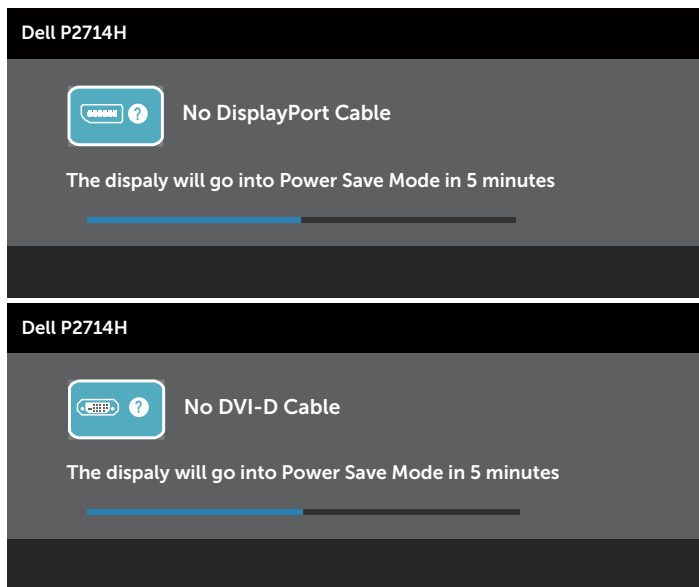 Dell P2714H
? No DisplayPort Cable
The dispaly will go into Power Save Mode in 5 minutes
Dell P2714H
? No DVI-D Cable
The dispaly will go into Power Save Mode in 5 minutes